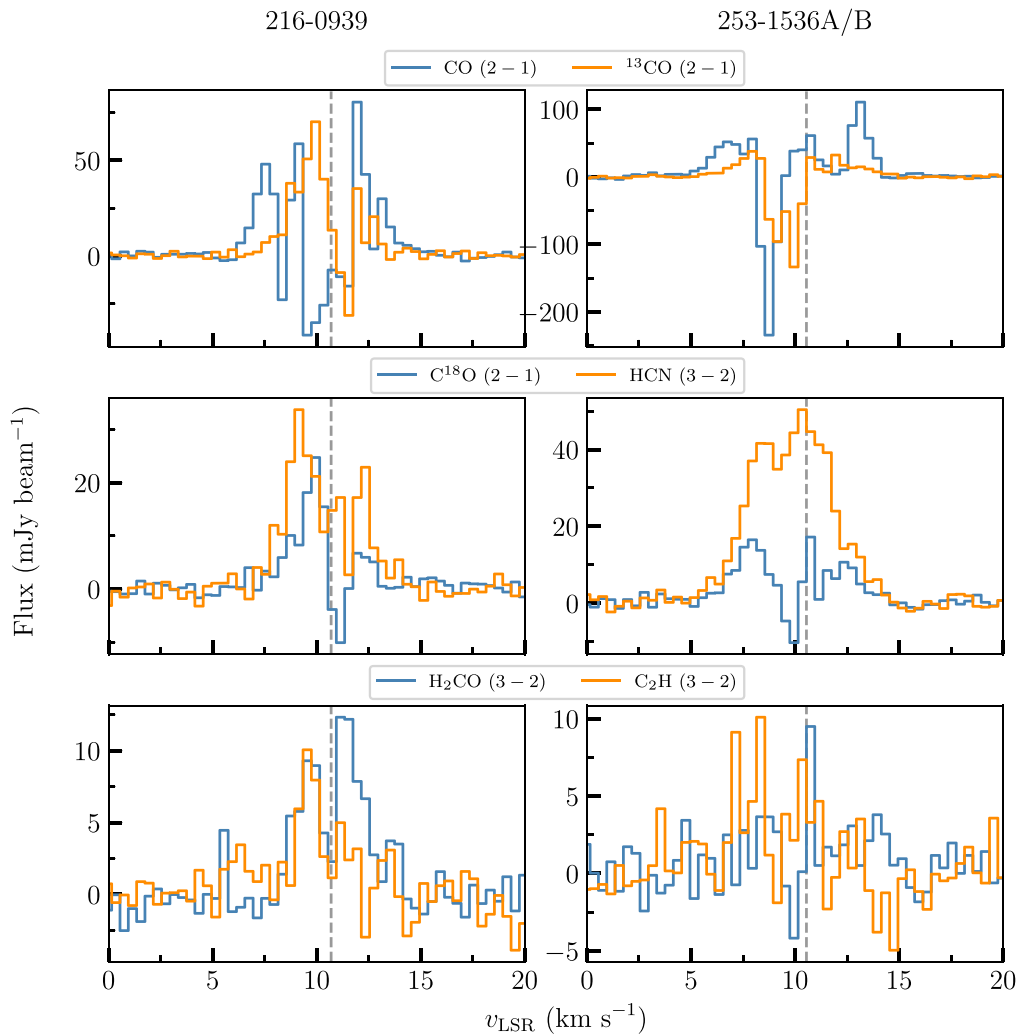 216-0939 253-1536A/B
CO (2 − 1) ¹³CO (2 − 1)
50
0
100
0
−100
−200
C¹⁸O (2 − 1) HCN (3 − 2)
20
0
40
20
0
Flux (mJy beam⁻¹)
H₂CO (3 − 2) C₂H (3 − 2)
10
5
0
10
5
0
−5
0 5 10 15 20
0 5 10 15 20
v_LSR (km s⁻¹)